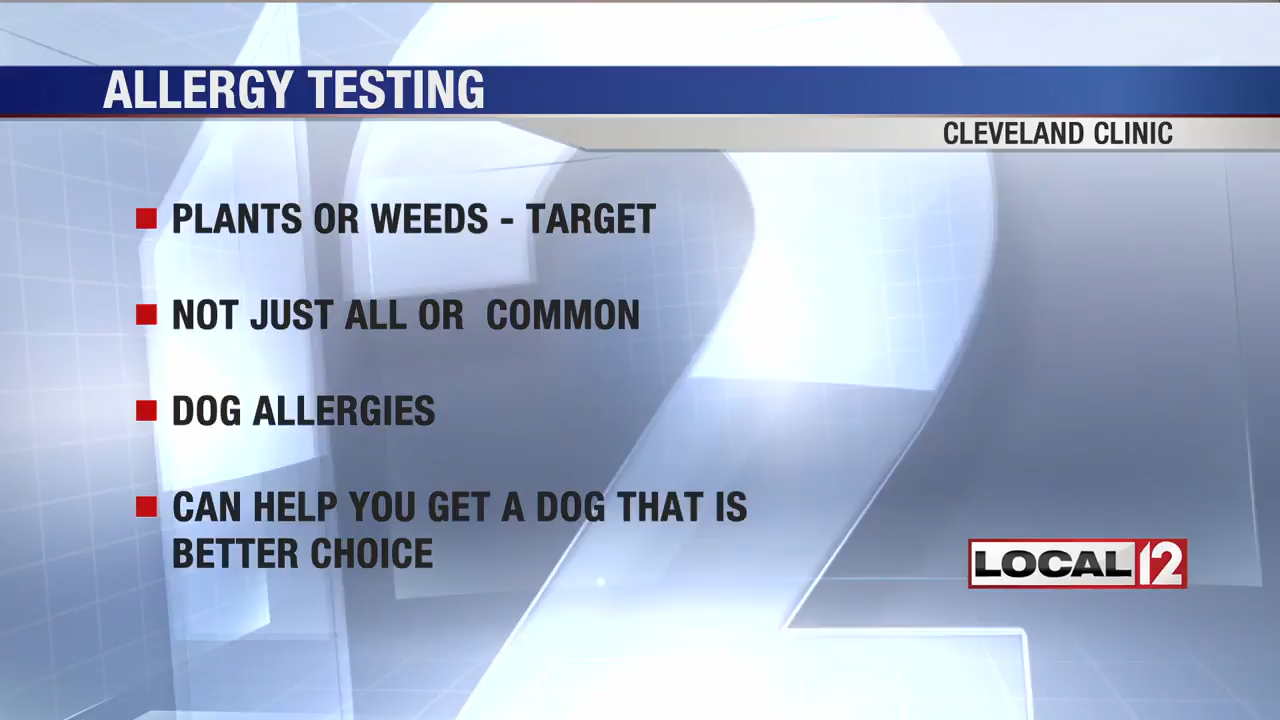 ALLERGY TESTING
CLEVELAND CLINIC
PLANTS OR WEEDS - TARGET
NOT JUST ALL OR COMMON
DOG ALLERGIES
CAN HELP YOU GET A DOG THAT IS
BETTER CHOICE
LOCAL 12